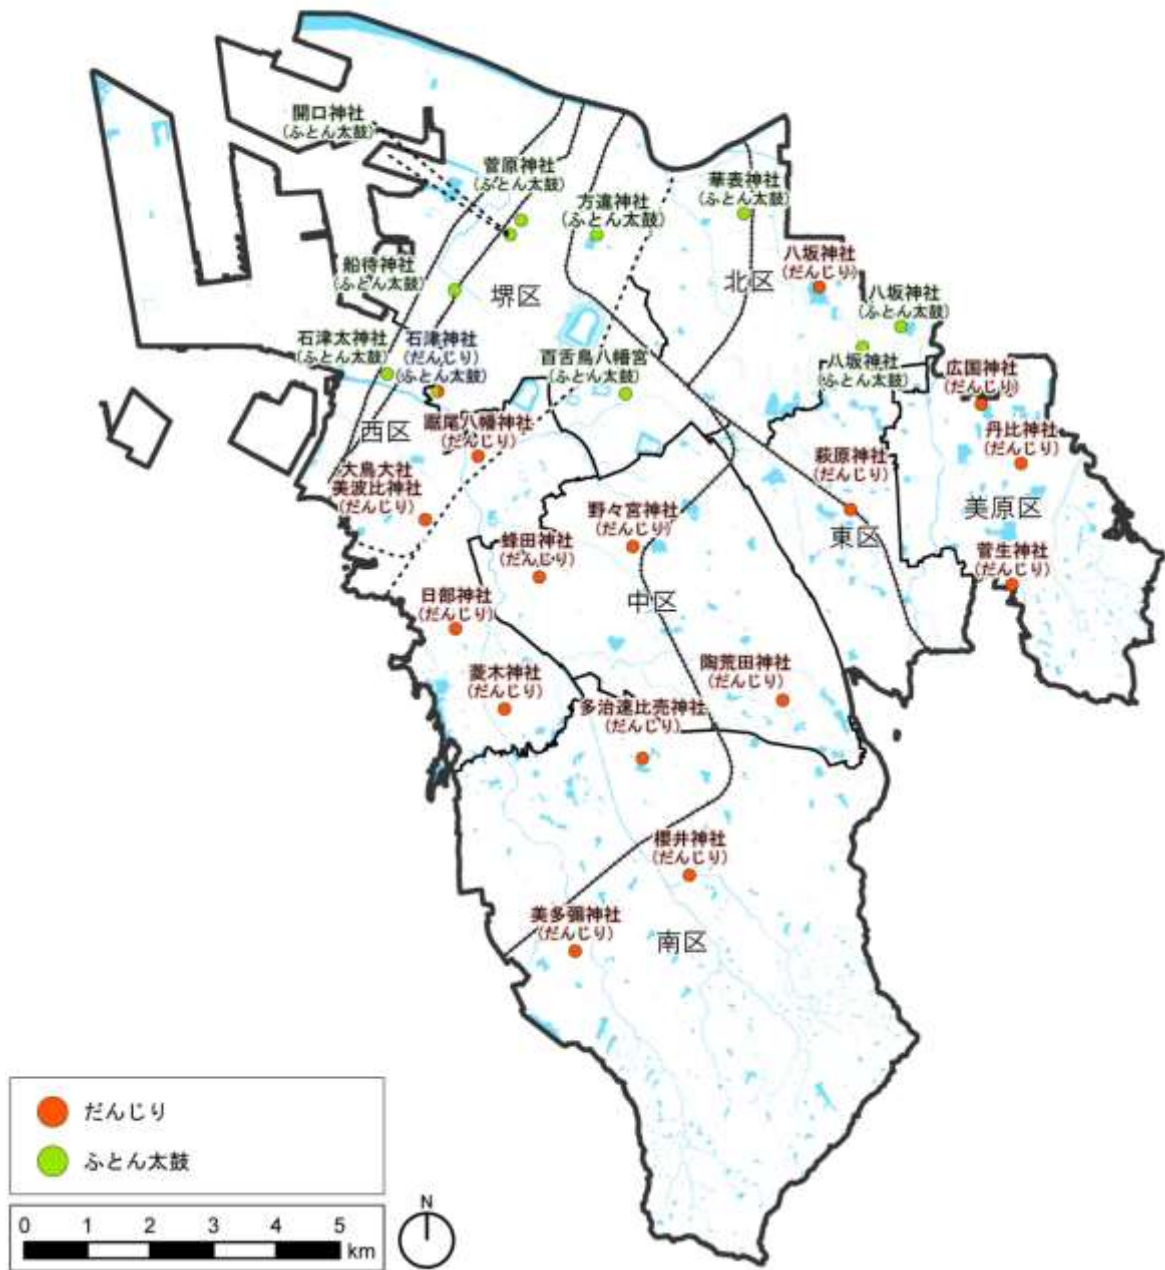 開口神社
(ふとん太鼓)
菅原神社
(ふとん太鼓)
方違神社
(ふとん太鼓)
華表神社
(ふとん太鼓)
八坂神社
(だんじり)
北区
船待神社
(ふとん太鼓)
堺区
八坂神社
(ふとん太鼓)
石津太神社
(ふとん太鼓)
石津神社
(だんじり)
(ふとん太鼓)
百舌鳥八幡宮
(ふとん太鼓)
八坂神社
(ふとん太鼓)
広国神社
(だんじり)
西区
踞尾八幡神社
(だんじり)
丹比神社
(だんじり)
大鳥大社
美波比神社
(だんじり)
萩原神社
(だんじり)
美原区
野々宮神社
(だんじり)
東区
蜂田神社
(だんじり)
菅生神社
(だんじり)
日部神社
(だんじり)
中区
菱木神社
(だんじり)
陶荒田神社
(だんじり)
多治速比売神社
(だんじり)
櫻井神社
(だんじり)
美多彌神社
(だんじり)
南区
だんじり
ふとん太鼓
0 1 2 3 4 5
km
N